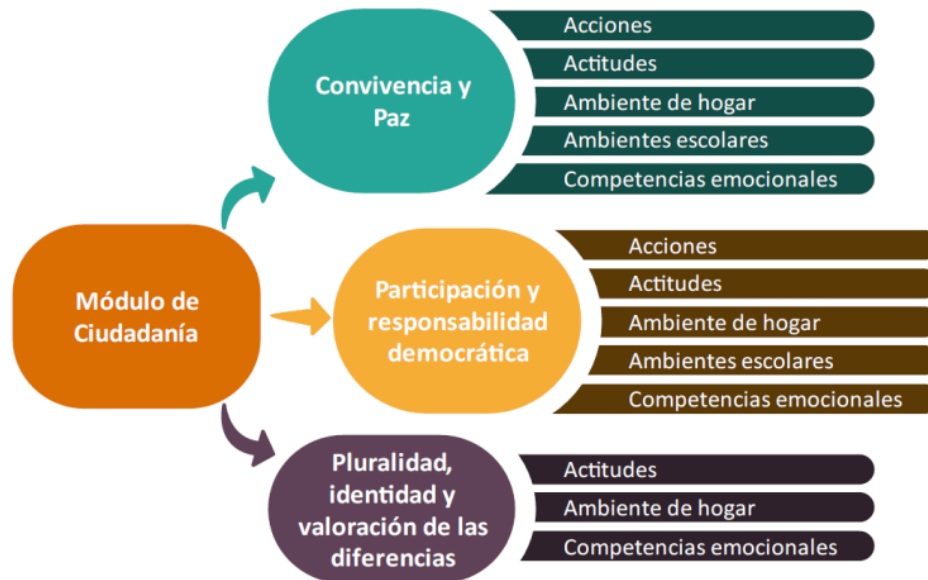 Módulo de
Ciudadanía
Convivencia y
Paz
Acciones
Actitudes
Ambiente de hogar
Ambientes escolares
Competencias emocionales
Participación y
responsabilidad
democrática
Acciones
Actitudes
Ambiente de hogar
Ambientes escolares
Competencias emocionales
Pluralidad,
identidad y
valoración de las
diferencias
Actitudes
Ambiente de hogar
Competencias emocionales